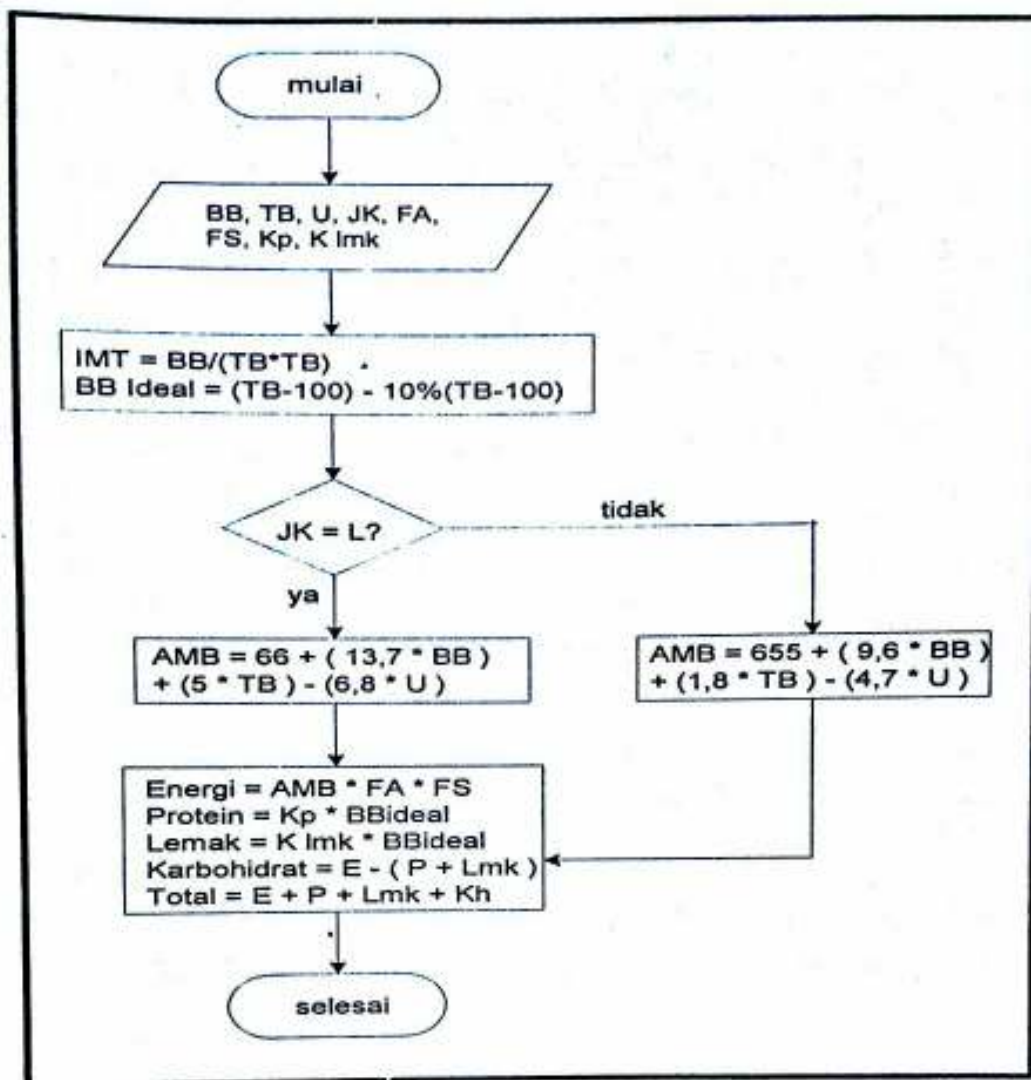 mulai
BB, TB, U, JK, FA,
FS, Kp, K lmk
IMT = BB/(TB*TB)
BB Ideal = (TB-100) - 10%(TB-100)
JK = L?
tidak
ya
AMB = 66 + ( 13,7 * BB )
+ (5 * TB ) - (6,8 * U )
AMB = 655 + ( 9,6 * BB )
+ (1,8 * TB ) - (4,7 * U )
Energi = AMB * FA * FS
Protein = Kp * BBideal
Lemak = K lmk * BBideal
Karbohidrat = E - ( P + Lmk )
Total = E + P + Lmk + Kh
selesai